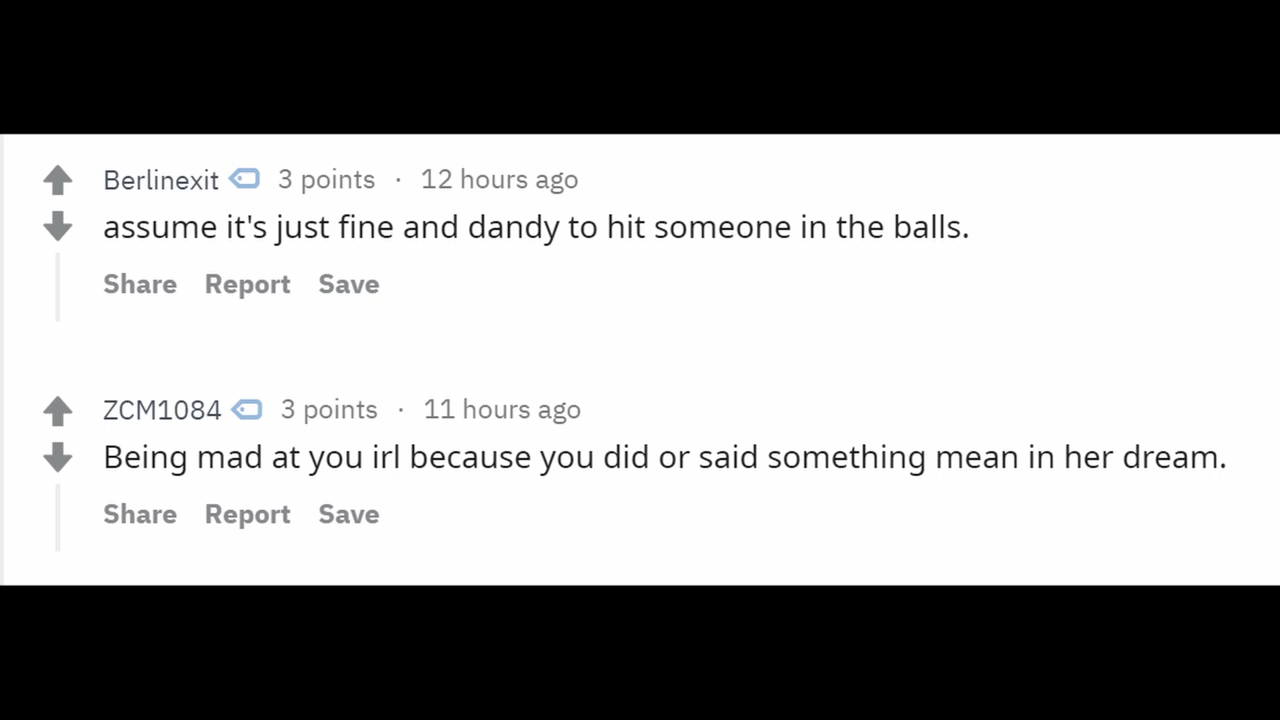 Berlinexit 3 points · 12 hours ago
assume it's just fine and dandy to hit someone in the balls.
Share Report Save
ZCM1084 3 points · 11 hours ago
Being mad at you irl because you did or said something mean in her dream.
Share Report Save